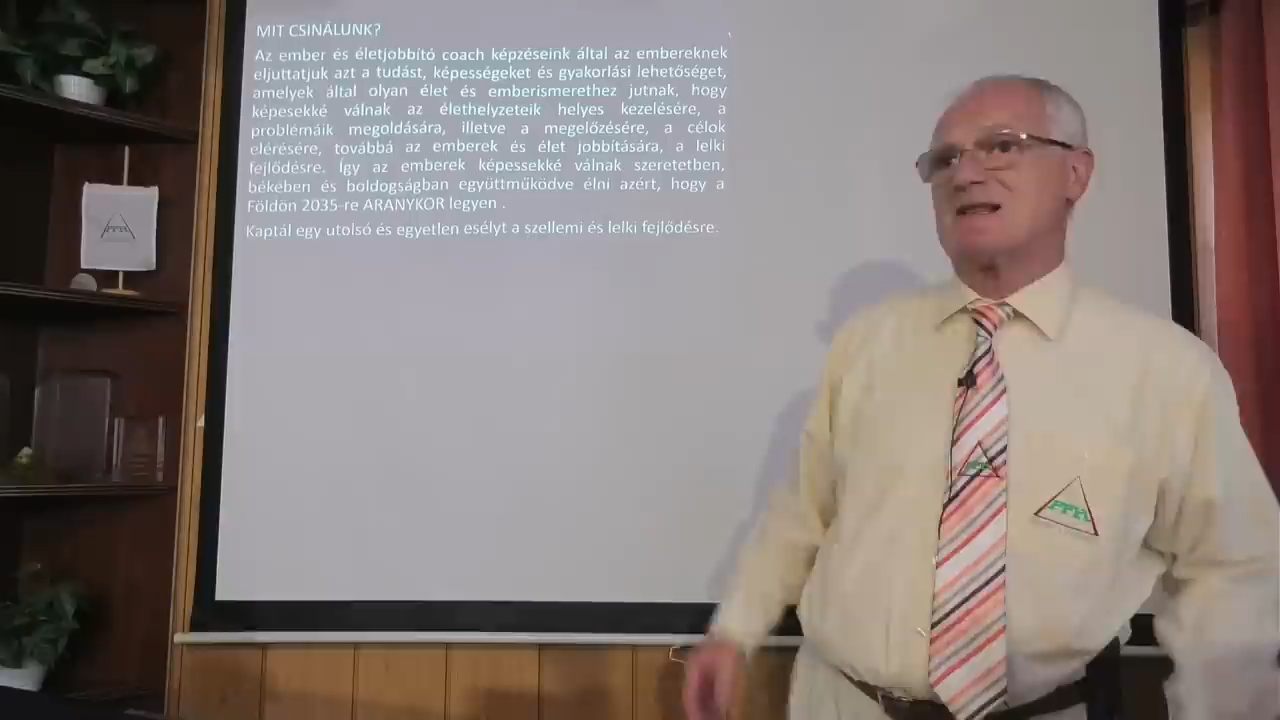 MIT CSINÁLUNK?
Az ember és életjobbító coach képzéseink által az embereknek
eljuttatjuk azt a tudást, képességeket és gyakorlási lehetőséget,
amelyek által olyan élet és emberismerethez jutnak, hogy
képesekké válnak az élethelyzeteik helyes kezelésére, a
problémáik megoldására, illetve a megelőzésére, a célok
elérésére, továbbá az emberek és élet jobbítására, a lelki
fejlődésre. Így az emberek képessekké válnak szeretetben,
békében és boldogságban együttműködve élni azért, hogy a
Földön 2035-re ARANYKOR legyen .
Kaptál egy utolsó és egyetlen esélyt a szellemi és lelki fejlődésre.